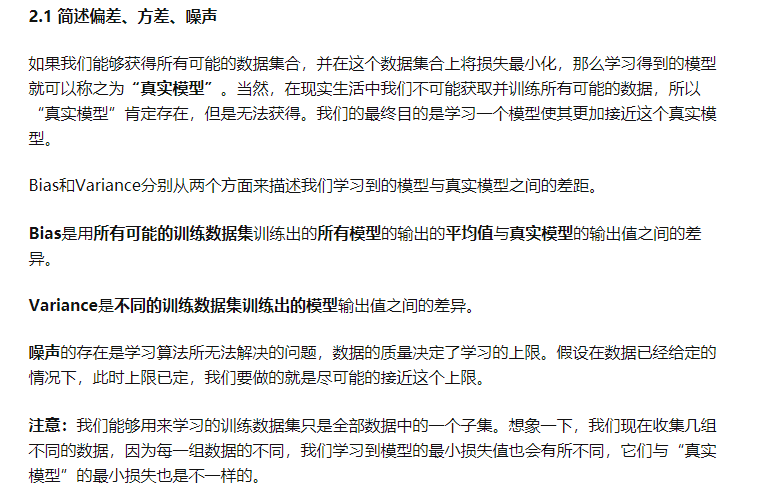 2.1 简述偏差、方差、噪声
如果我们能够获得所有可能的数据集合，并在这个数据集合上将损失最小化，那么学习得到的模型
就可以称之为“真实模型”。当然，在现实生活中我们不可能获取并训练所有可能的数据，所以
“真实模型”肯定存在，但是无法获得。我们的最终目的是学习一个模型使其更加接近这个真实模
型。
Bias和Variance分别从两个方面来描述我们学习到的模型与真实模型之间的差距。
Bias是用所有可能的训练数据集训练出的所有模型的输出的平均值与真实模型的输出值之间的差
异。
Variance是不同的训练数据集训练出的模型输出值之间的差异。
噪声的存在是学习算法所无法解决的问题，数据的质量决定了学习的上限。假设在数据已经给定的
情况下，此时上限已定，我们要做的就是尽可能的接近这个上限。
注意：我们能够用来学习的训练数据集只是全部数据中的一个子集。想象一下，我们现在收集几组
不同的数据，因为每一组数据的不同，我们学习到模型的最小损失值也会有所不同，它们与“真实
模型”的最小损失也是不一样的。